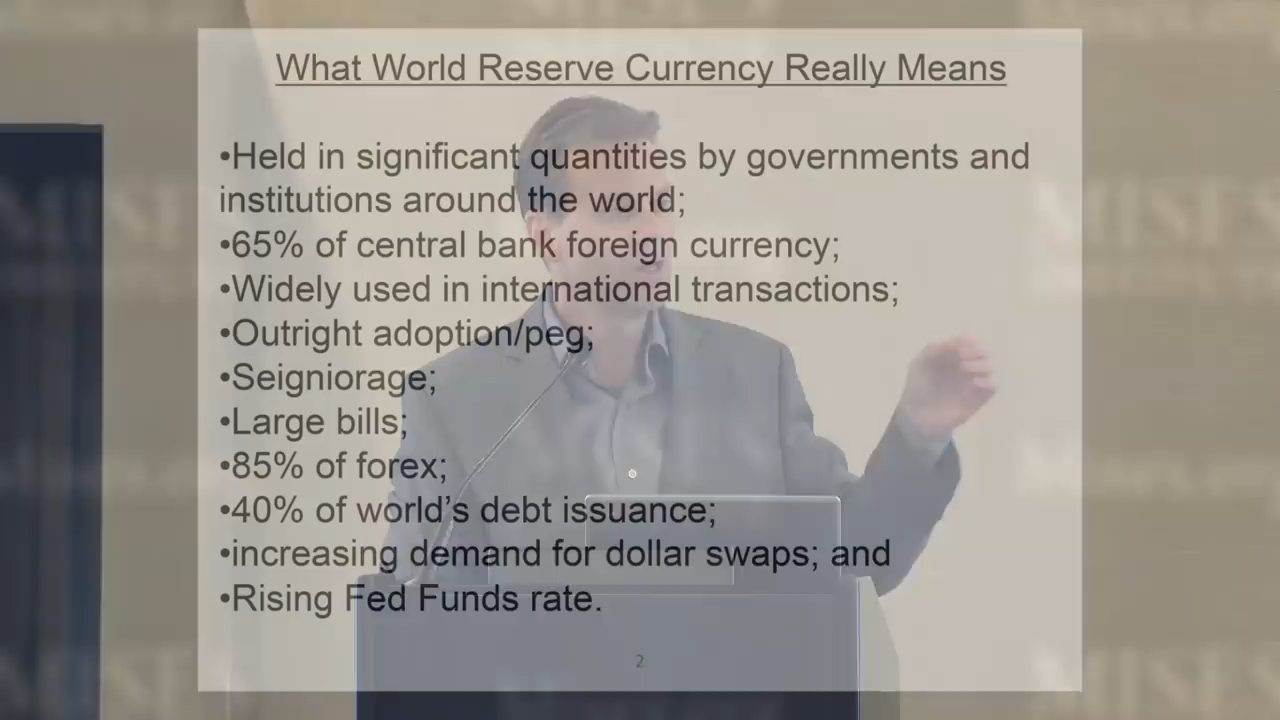 What World Reserve Currency Really Means
•Held in significant quantities by governments and
institutions around the world;
•65% of central bank foreign currency;
•Widely used in international transactions;
•Outright adoption/peg;
•Seigniorage;
•Large bills;
•85% of forex;
•40% of world’s debt issuance;
•increasing demand for dollar swaps; and
•Rising Fed Funds rate.
2
MISES